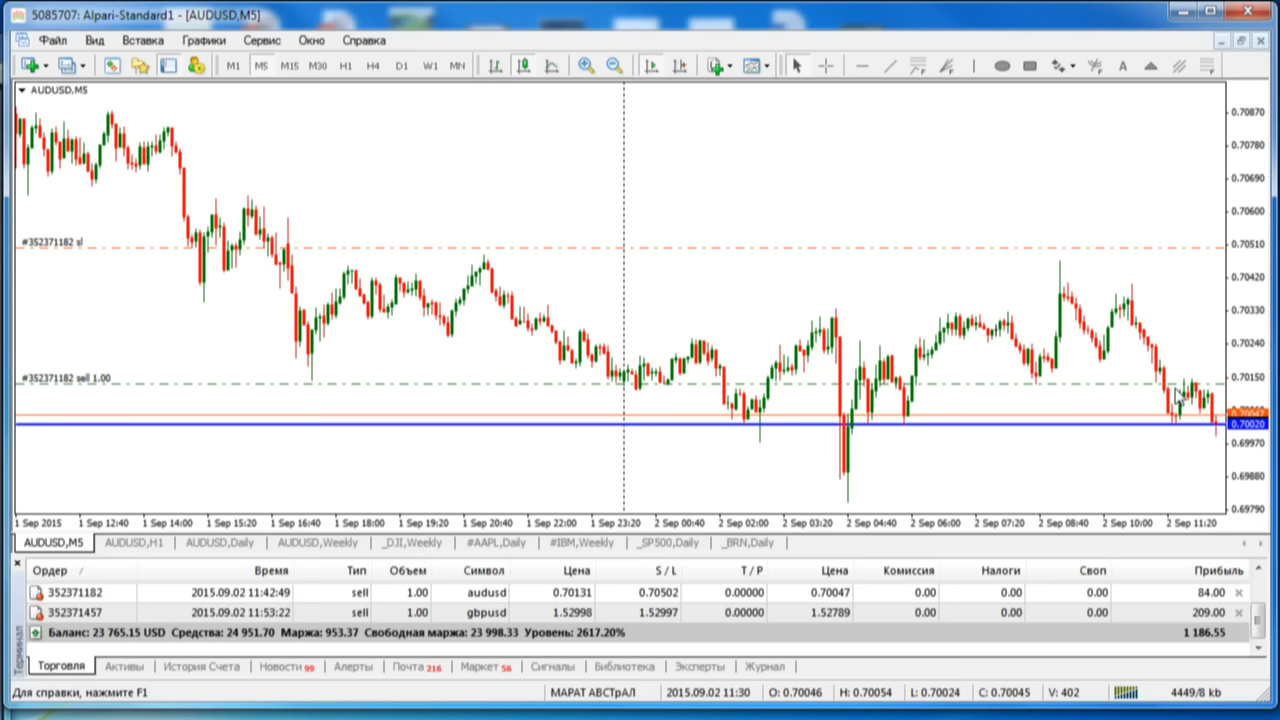 5085707: Alpari-Standard1 - [AUDUSD,M5]
Файл Вид Вставка Графики Сервис Окно Справка
M1 M5 M15 M30 H1 H4 D1 W1 MN A
AUDUSD,M5
0.70870
0.70780
0.70690
0.70600
#352371182 sl
0.70510
0.70420
0.70330
0.70240
#352371182 sell 1.00
0.70150
0.70047
0.70020
0.69970
0.69880
0.69790
1 Sep 2015 1 Sep 12:40 1 Sep 14:00 1 Sep 15:20 1 Sep 16:40 1 Sep 18:00 1 Sep 19:20 1 Sep 20:40 1 Sep 22:00 1 Sep 23:20 2 Sep 00:40 2 Sep 02:00 2 Sep 03:20 2 Sep 04:40 2 Sep 06:00 2 Sep 07:20 2 Sep 08:40 2 Sep 10:00 2 Sep 11:20
AUDUSD,M5 AUDUSD,H1 AUDUSD,Daily AUDUSD,Weekly _DJI,Weekly #AAPL,Daily #IBM,Weekly _SP500,Daily _BRN,Daily
Ордер / Время Тип Объем Символ Цена S / L T / P Цена Комиссия Налоги Своп Прибыль
352371182 2015.09.02 11:42:49 sell 1.00 audusd 0.70131 0.70502 0.00000 0.70047 0.00 0.00 0.00 84.00
352371457 2015.09.02 11:53:22 sell 1.00 gbpusd 1.52998 1.52997 0.00000 1.52789 0.00 0.00 0.00 209.00
Баланс: 23 765.15 USD Средства: 24 951.70 Маржа: 953.37 Свободная маржа: 23 998.33 Уровень: 2617.20% 1 186.55
Терминал
Торговля Активы История Счета Новости 99 Алерты Почта 216 Маркет 56 Сигналы Библиотека Эксперты Журнал
Для справки, нажмите F1 МАРАТ АВСТрАЛ 2015.09.02 11:30 O: 0.70046 H: 0.70054 L: 0.70024 C: 0.70045 V: 402 4449/8 kb